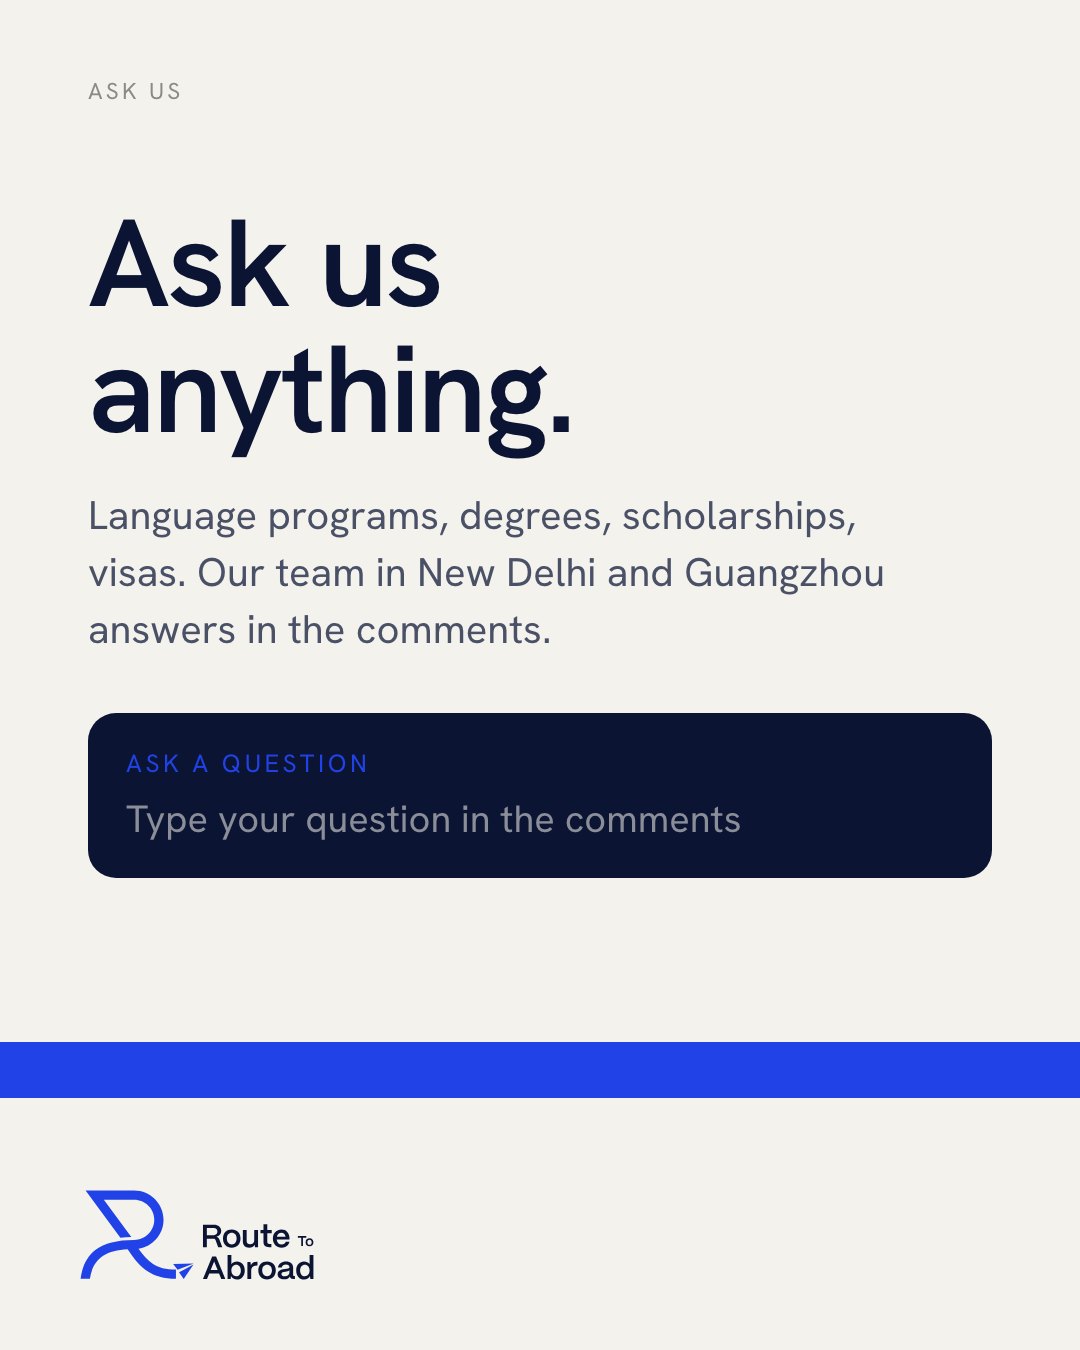 ASK US
Ask us
anything.
Language programs, degrees, scholarships,
visas. Our team in New Delhi and Guangzhou
answers in the comments.
ASK A QUESTION
Type your question in the comments
Route To
Abroad